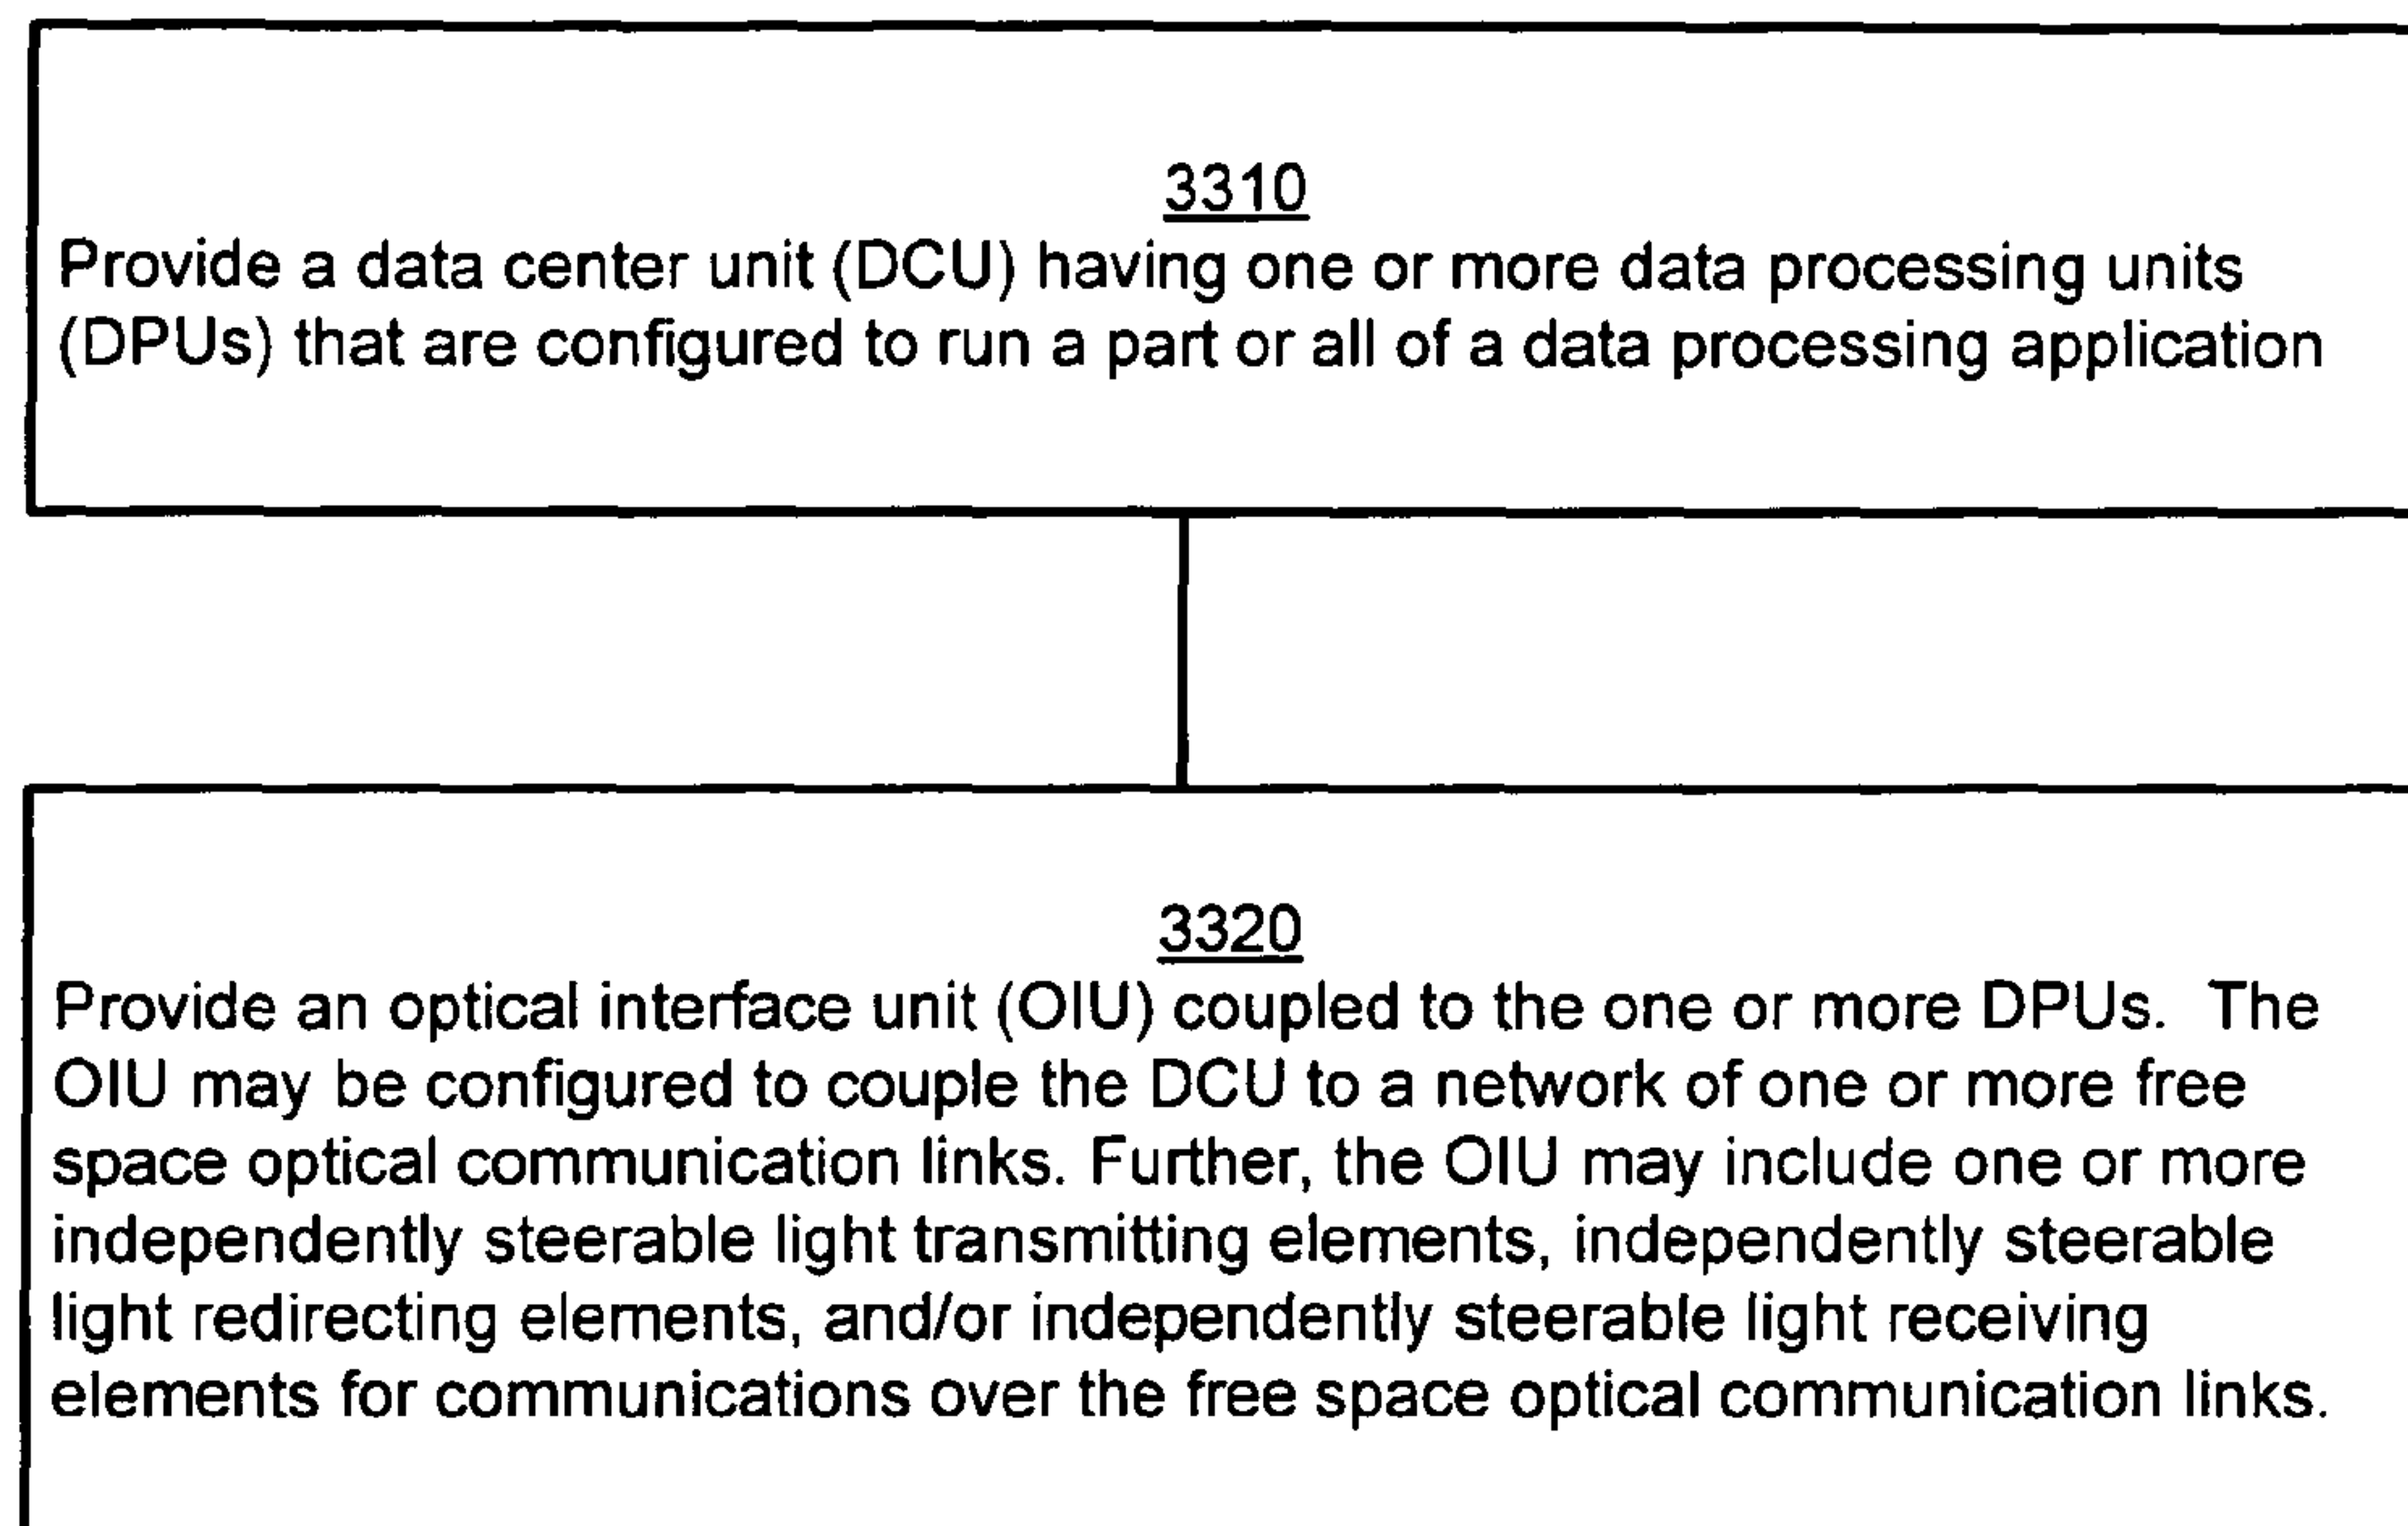 3310
Provide a data center unit (DCU) having one or more data processing units
(DPUs) that are configured to run a part or all of a data processing application
3320
Provide an optical interface unit (OIU) coupled to the one or more DPUs.  The
OIU may be configured to couple the DCU to a network of one or more free
space optical communication links. Further, the OIU may include one or more
independently steerable light transmitting elements, independently steerable
light redirecting elements, and/or independently steerable light receiving
elements for communications over the free space optical communication links.